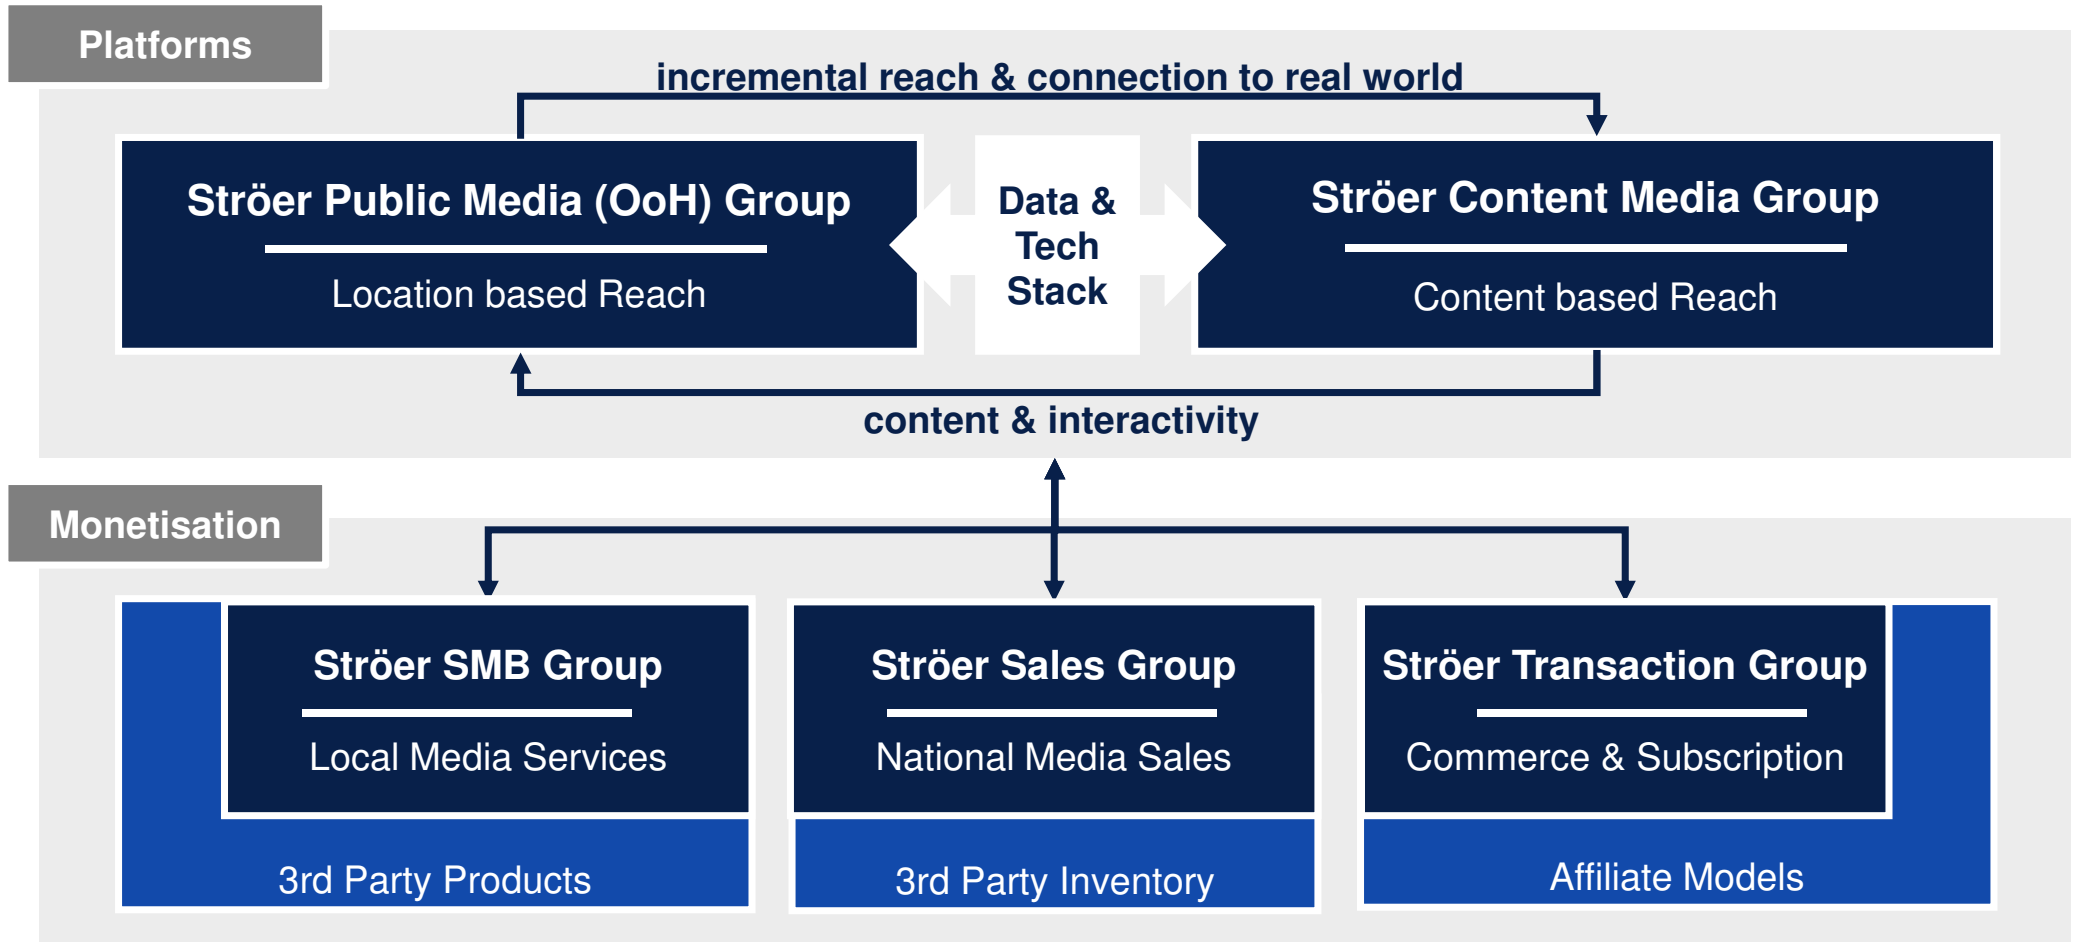 Platforms
incremental reach & connection to real world
Ströer Public Media (OoH) Group
Location based Reach
Data &
Tech
Stack
Ströer Content Media Group
Content based Reach
content & interactivity
Monetisation
Ströer SMB Group
Local Media Services
3rd Party Products
Ströer Sales Group
National Media Sales
3rd Party Inventory
Ströer Transaction Group
Commerce & Subscription
Affiliate Models